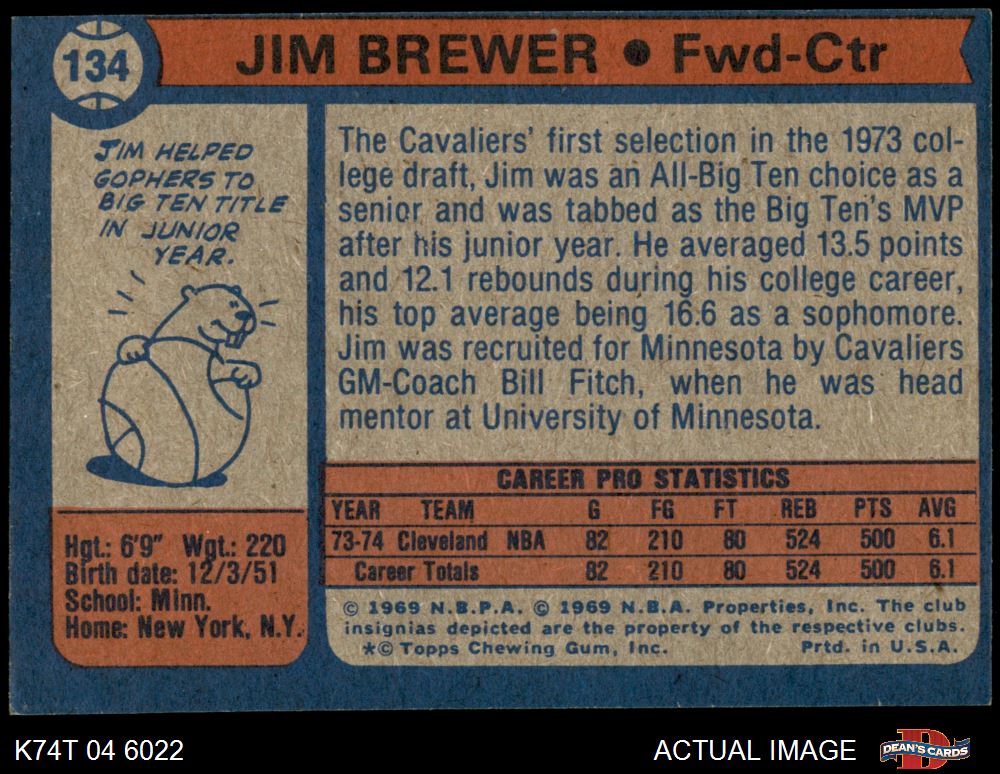 134
JIM BREWER • Fwd-Ctr
JIM HELPED
GOPHERS TO
BIG TEN TITLE
IN JUNIOR
YEAR.
The Cavaliers' first selection in the 1973 col-
lege draft, Jim was an All-Big Ten choice as a
senior and was tabbed as the Big Ten's MVP
after his junior year. He averaged 13.5 points
and 12.1 rebounds during his college career,
his top average being 16.6 as a sophomore.
Jim was recruited for Minnesota by Cavaliers
GM-Coach Bill Fitch, when he was head
mentor at University of Minnesota.
Hgt.: 6'9" Wgt.: 220
Birth date: 12/3/51
School: Minn.
Home: New York, N.Y.
CAREER PRO STATISTICS
YEAR TEAM G FG FT REB PTS AVG
73-74 Cleveland NBA 82 210 80 524 500 6.1
Career Totals 82 210 80 524 500 6.1
© 1969 N.B.P.A. © 1969 N.B.A. Properties, Inc. The club
insignias depicted are the property of the respective clubs.
*© Topps Chewing Gum, Inc. Prtd. in U.S.A.
K74T 04 6022 ACTUAL IMAGE DEAN'S CARDS